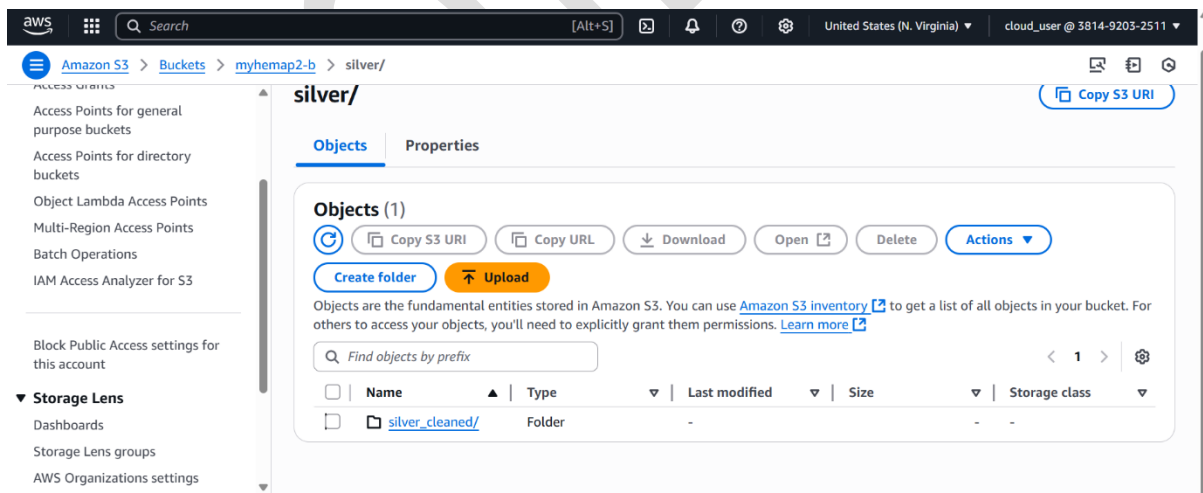 aws
Search
[Alt+S]
United States (N. Virginia) ▼
cloud_user @ 3814-9203-2511 ▼
Amazon S3 > Buckets > myhemap2-b > silver/
Access Grants
Access Points for general
purpose buckets
Access Points for directory
buckets
Object Lambda Access Points
Multi-Region Access Points
Batch Operations
IAM Access Analyzer for S3
Block Public Access settings for
this account
▼ Storage Lens
Dashboards
Storage Lens groups
AWS Organizations settings
silver/
Copy S3 URI
Objects Properties
Objects (1)
Copy S3 URI Copy URL Download Open Delete Actions ▼
Create folder Upload
Objects are the fundamental entities stored in Amazon S3. You can use Amazon S3 inventory to get a list of all objects in your bucket. For
others to access your objects, you'll need to explicitly grant them permissions. Learn more
Find objects by prefix
< 1 >
Name ▲ | Type ▽ | Last modified ▽ | Size ▽ | Storage class ▽
silver_cleaned/ Folder - - -